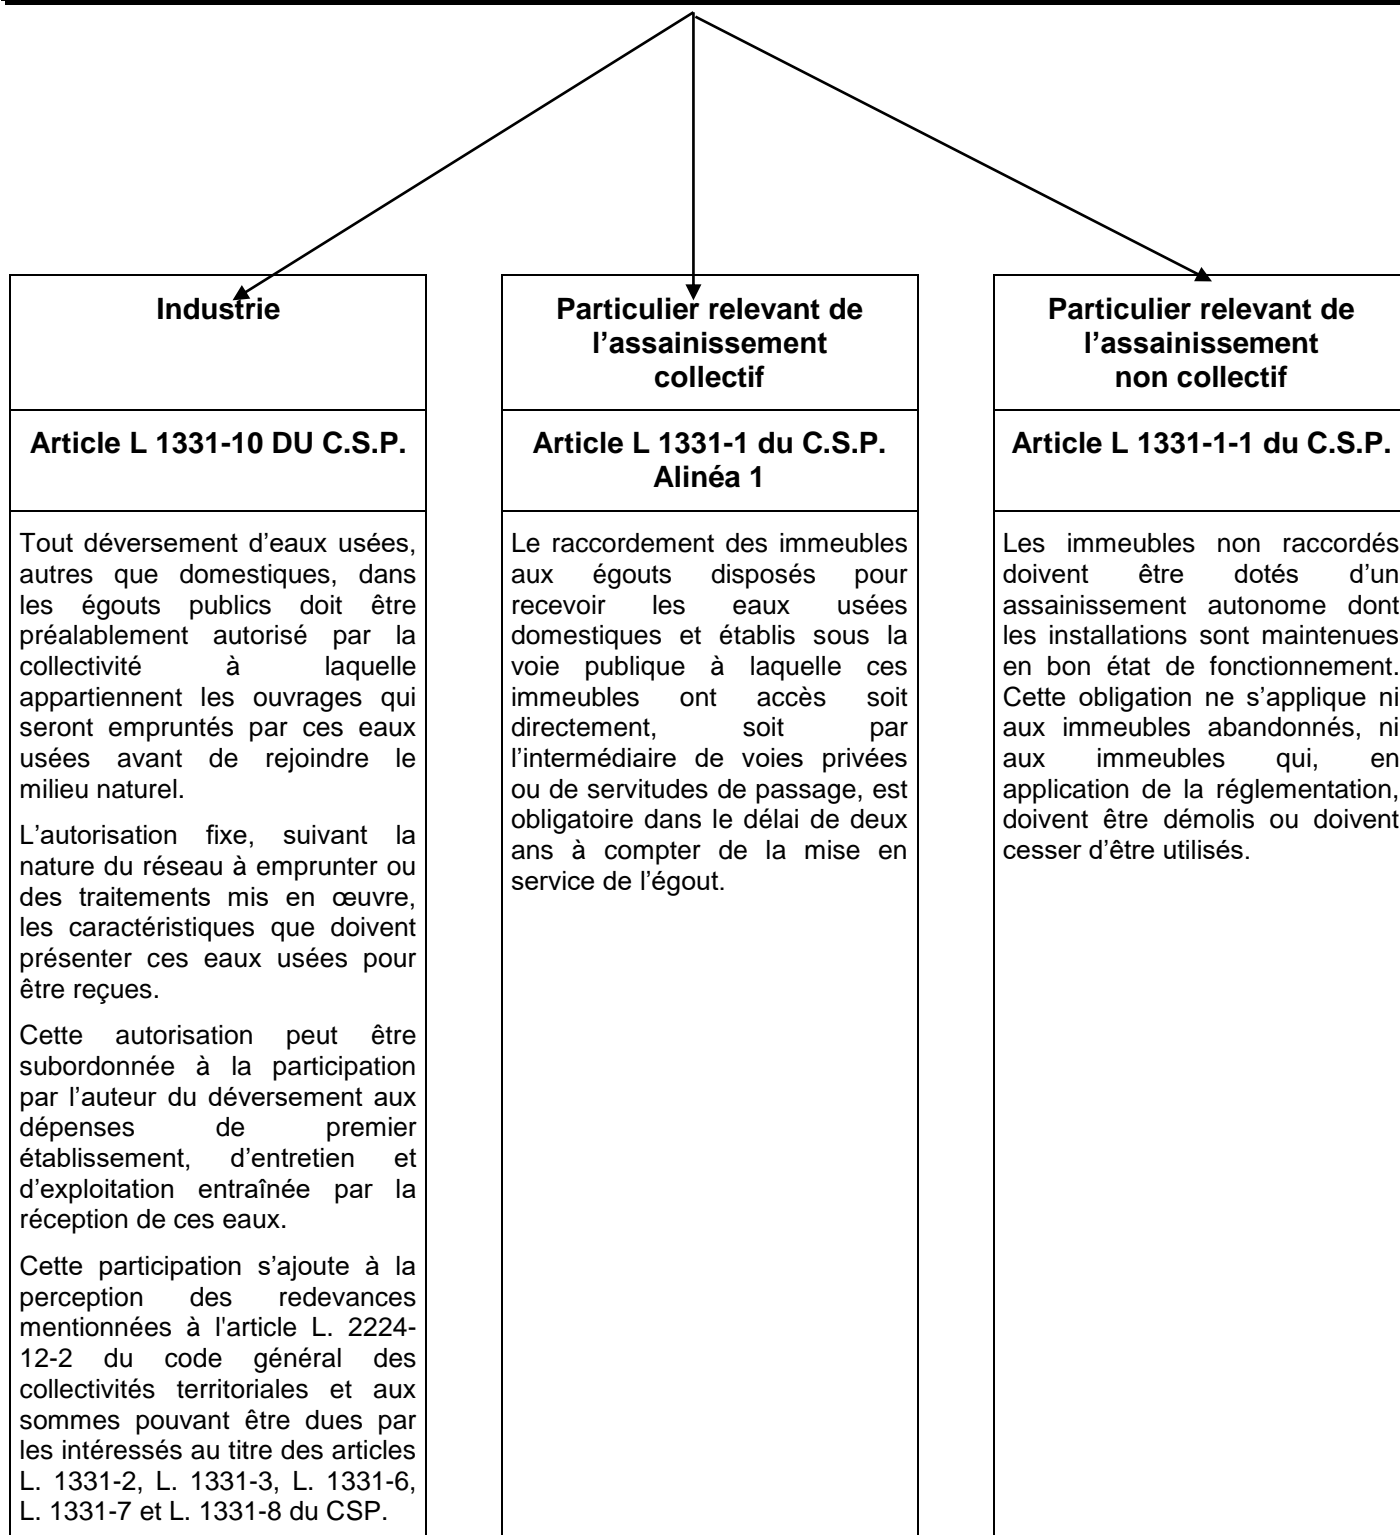 Industrie
Article L 1331-10 DU C.S.P.
Tout déversement d’eaux usées,
autres que domestiques, dans
les égouts publics doit être
préalablement autorisé par la
collectivité à laquelle
appartiennent les ouvrages qui
seront empruntés par ces eaux
usées avant de rejoindre le
milieu naturel.
L’autorisation fixe, suivant la
nature du réseau à emprunter ou
des traitements mis en œuvre,
les caractéristiques que doivent
présenter ces eaux usées pour
être reçues.
Cette autorisation peut être
subordonnée à la participation
par l’auteur du déversement aux
dépenses de premier
établissement, d’entretien et
d’exploitation entraînée par la
réception de ces eaux.
Cette participation s’ajoute à la
perception des redevances
mentionnées à l'article L. 2224-
12-2 du code général des
collectivités territoriales et aux
sommes pouvant être dues par
les intéressés au titre des articles
L. 1331-2, L. 1331-3, L. 1331-6,
L. 1331-7 et L. 1331-8 du CSP.
Particulier relevant de
l’assainissement
collectif
Article L 1331-1 du C.S.P.
Alinéa 1
Le raccordement des immeubles
aux égouts disposés pour
recevoir les eaux usées
domestiques et établis sous la
voie publique à laquelle ces
immeubles ont accès soit
directement, soit par
l’intermédiaire de voies privées
ou de servitudes de passage, est
obligatoire dans le délai de deux
ans à compter de la mise en
service de l’égout.
Particulier relevant de
l’assainissement
non collectif
Article L 1331-1-1 du C.S.P.
Les immeubles non raccordés
doivent être dotés d’un
assainissement autonome dont
les installations sont maintenues
en bon état de fonctionnement.
Cette obligation ne s’applique ni
aux immeubles abandonnés, ni
aux immeubles qui, en
application de la réglementation,
doivent être démolis ou doivent
cesser d’être utilisés.